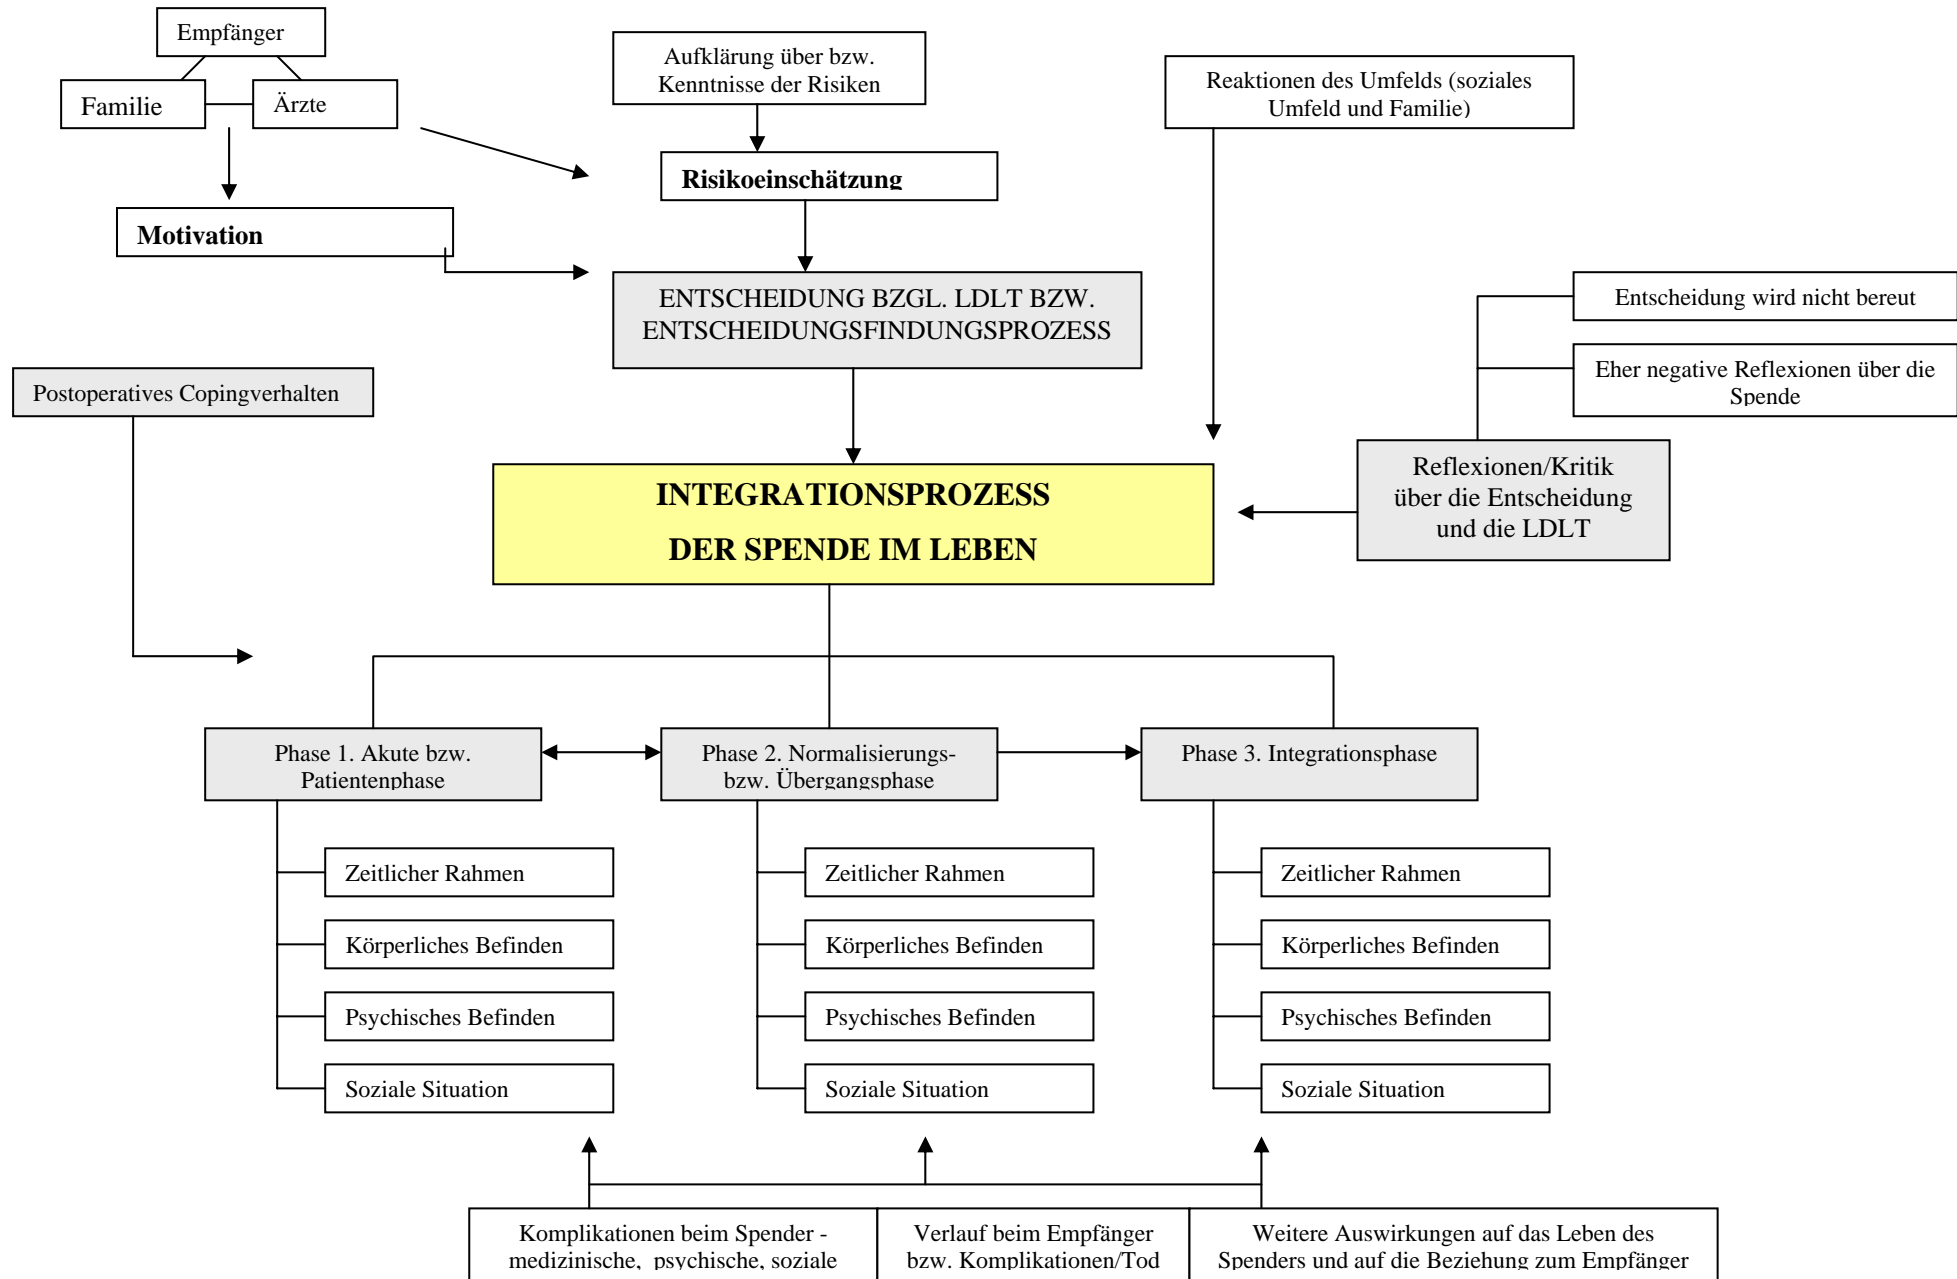 Empfänger
Familie
Ärzte
Aufklärung über bzw.
Kenntnisse der Risiken
Reaktionen des Umfelds (soziales
Umfeld und Familie)
Risikoeinschätzung
Motivation
ENTSCHEIDUNG BZGL. LDLT BZW.
ENTSCHEIDUNGSFINDUNGSPROZESS
Entscheidung wird nicht bereut
Eher negative Reflexionen über die
Spende
Postoperatives Copingverhalten
Reflexionen/Kritik
über die Entscheidung
und die LDLT
INTEGRATIONSPROZESS
DER SPENDE IM LEBEN
Phase 1. Akute bzw.
Patientenphase
Phase 2. Normalisierungs-
bzw. Übergangsphase
Phase 3. Integrationsphase
Zeitlicher Rahmen
Körperliches Befinden
Psychisches Befinden
Soziale Situation
Zeitlicher Rahmen
Körperliches Befinden
Psychisches Befinden
Soziale Situation
Zeitlicher Rahmen
Körperliches Befinden
Psychisches Befinden
Soziale Situation
Komplikationen beim Spender -
medizinische, psychische, soziale
Verlauf beim Empfänger
bzw. Komplikationen/Tod
Weitere Auswirkungen auf das Leben des
Spenders und auf die Beziehung zum Empfänger